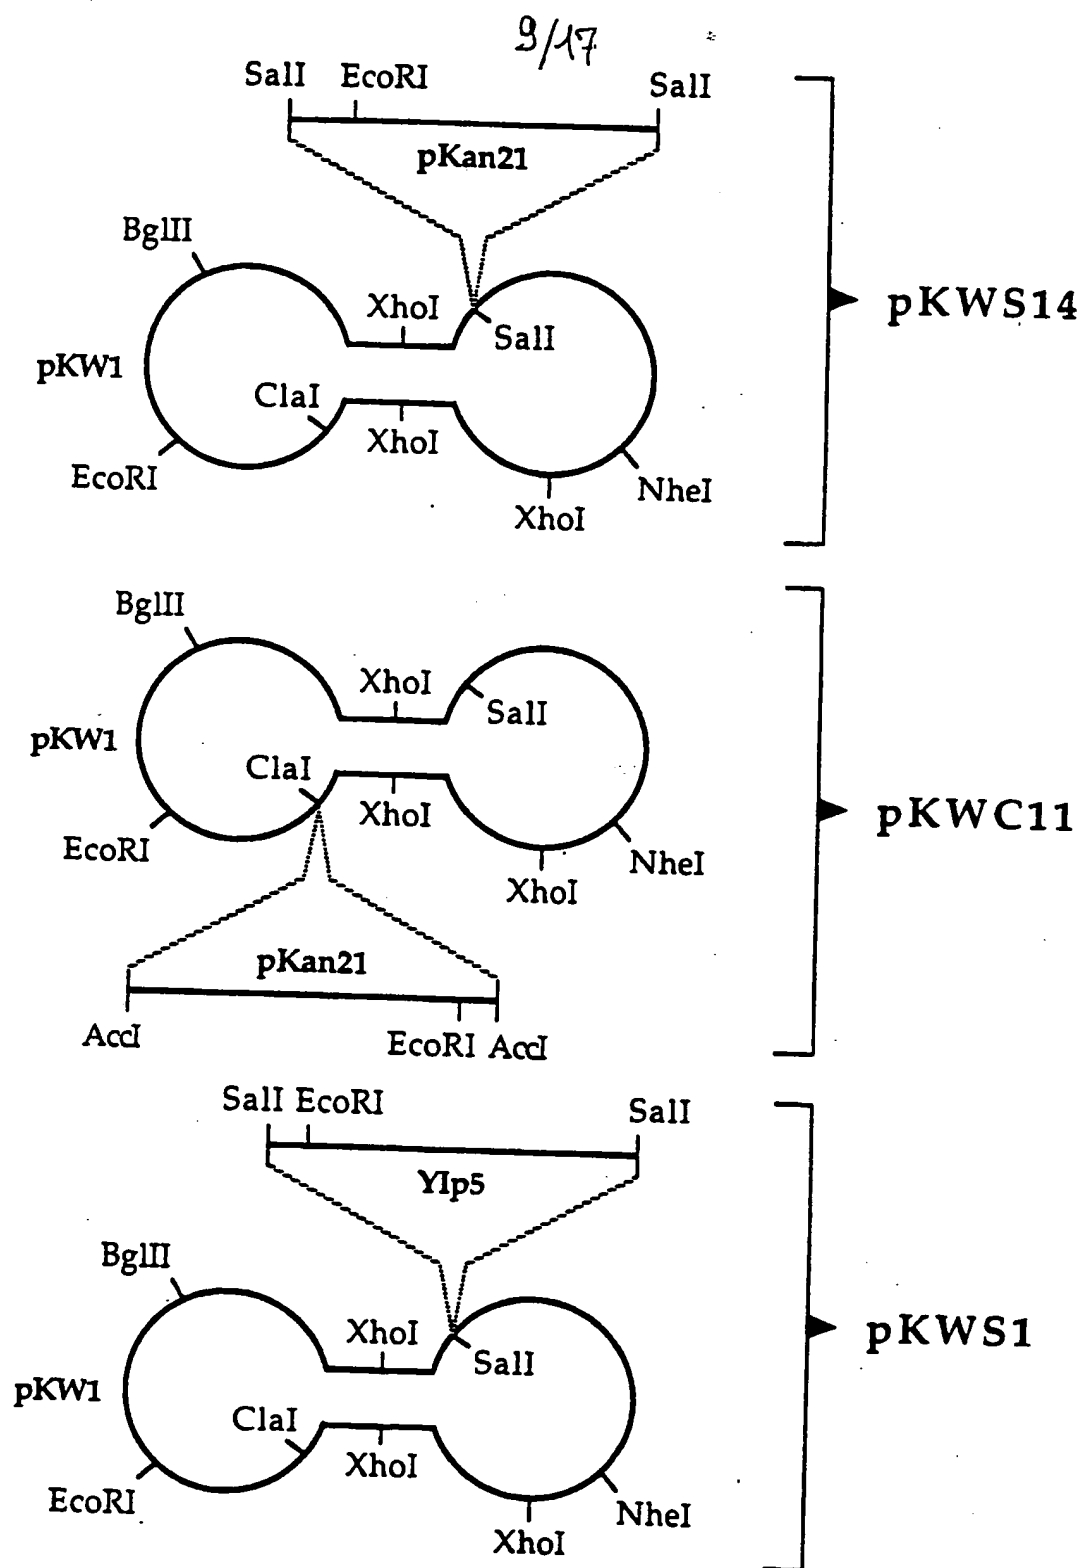 9/17
SalI EcoRI SalI
pKan21
BglII
XhoI
SalI
pKWS14
pKW1
ClaI
XhoI
EcoRI
NheI
XhoI
BglII
XhoI
SalI
pKW1
ClaI
XhoI
pKWC11
EcoRI
NheI
XhoI
pKan21
AccI EcoRI AccI
SalI EcoRI SalI
YIp5
BglII
XhoI
SalI
pKWS1
pKW1
ClaI
XhoI
EcoRI
NheI
XhoI